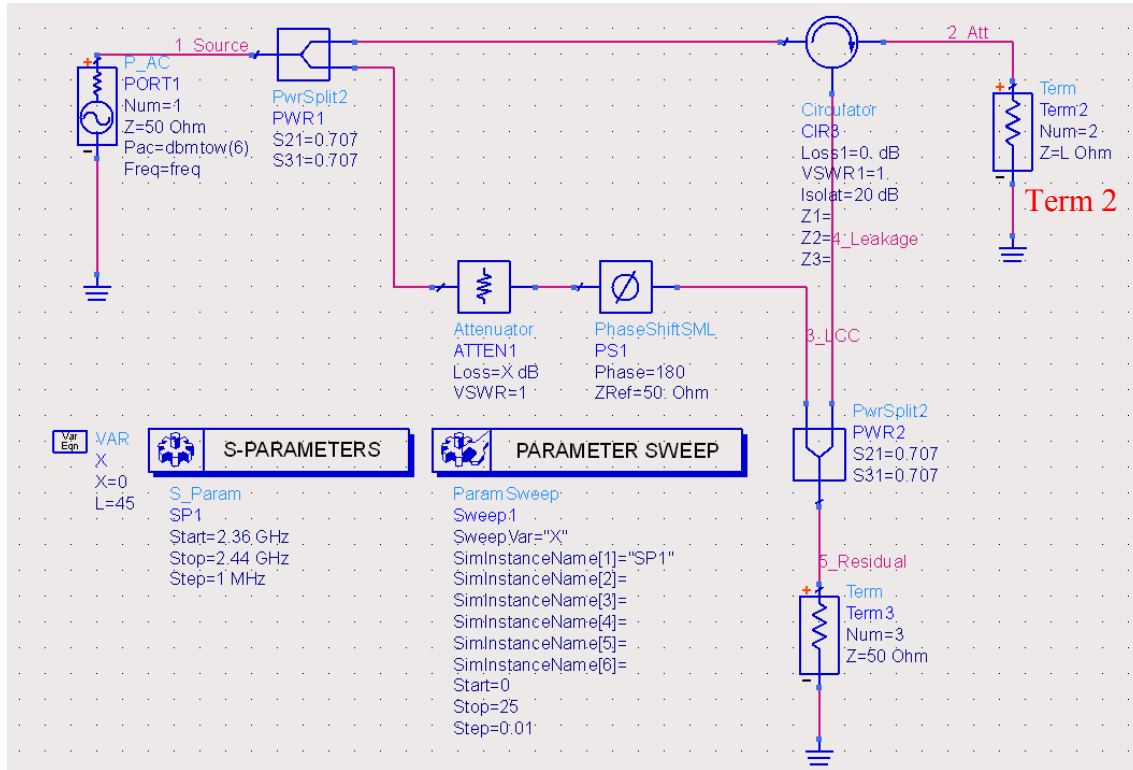 1_Source
P_AC
PORT1
Num=1
Z=50 Ohm
Pac=dbmtow(6)
Freq=freq
PwrSplit2
PWR1
S21=0.707
S31=0.707
Circulator
CIR3
Loss1=0. dB
VSWR1=1.
Isolat=20 dB
Z1=
Z2=
Z3=
4_Leakage
2_Att
Term
Term2
Num=2
Z=L Ohm
Term 2
Attenuator
ATTEN1
Loss=X dB
VSWR=1
PhaseShiftSML
PS1
Phase=180
ZRef=50. Ohm
3_LCC
PwrSplit2
PWR2
S21=0.707
S31=0.707
Var
Eqn
VAR
X
X=0
L=45
S-PARAMETERS
S_Param
SP1
Start=2.36 GHz
Stop=2.44 GHz
Step=1 MHz
PARAMETER SWEEP
ParamSweep
Sweep1
SweepVar="X"
SimInstanceName[1]="SP1"
SimInstanceName[2]=
SimInstanceName[3]=
SimInstanceName[4]=
SimInstanceName[5]=
SimInstanceName[6]=
Start=0
Stop=25
Step=0.01
5_Residual
Term
Term3
Num=3
Z=50 Ohm